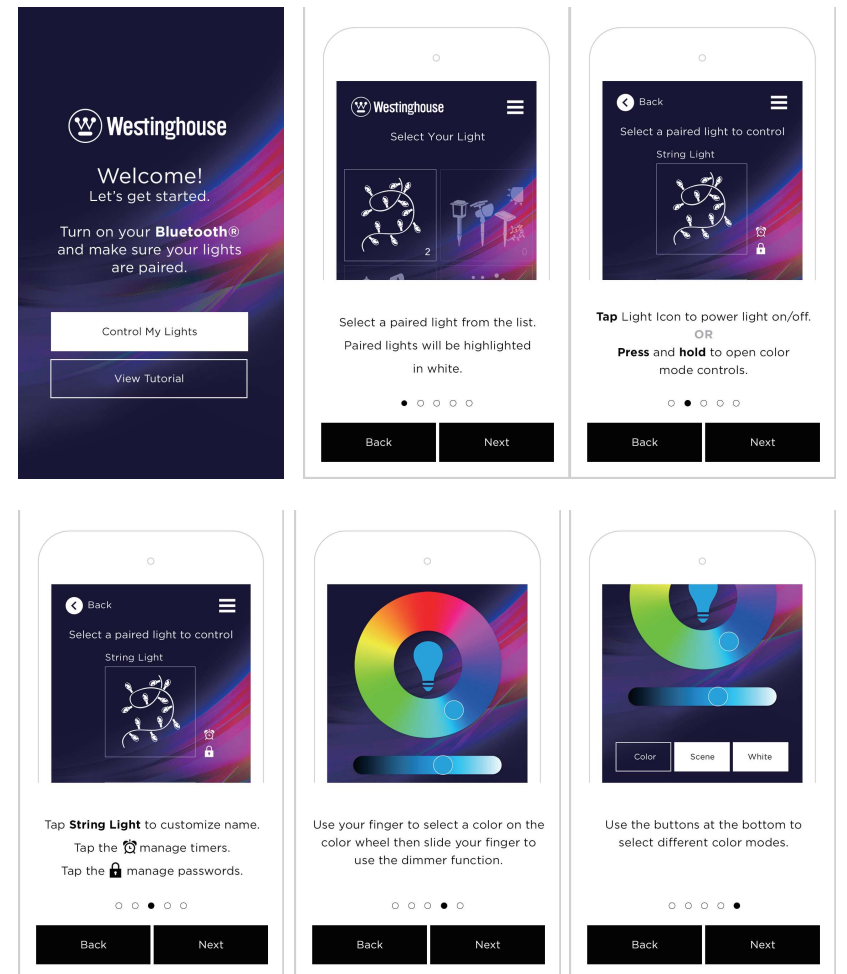 Westinghouse
Welcome!
Let's get started.
Turn on your Bluetooth®
and make sure your lights
are paired.
Control My Lights
View Tutorial
Westinghouse
Select Your Light
2
0
Select a paired light from the list.
Paired lights will be highlighted
in white.
Back
Next
Back
Select a paired light to control
String Light
Tap Light Icon to power light on/off.
OR
Press and hold to open color
mode controls.
Back
Next
Back
Select a paired light to control
String Light
Tap String Light to customize name.
Tap the manage timers.
Tap the manage passwords.
Back
Next
Use your finger to select a color on the
color wheel then slide your finger to
use the dimmer function.
Back
Next
Color
Scene
White
Use the buttons at the bottom to
select different color modes.
Back
Next